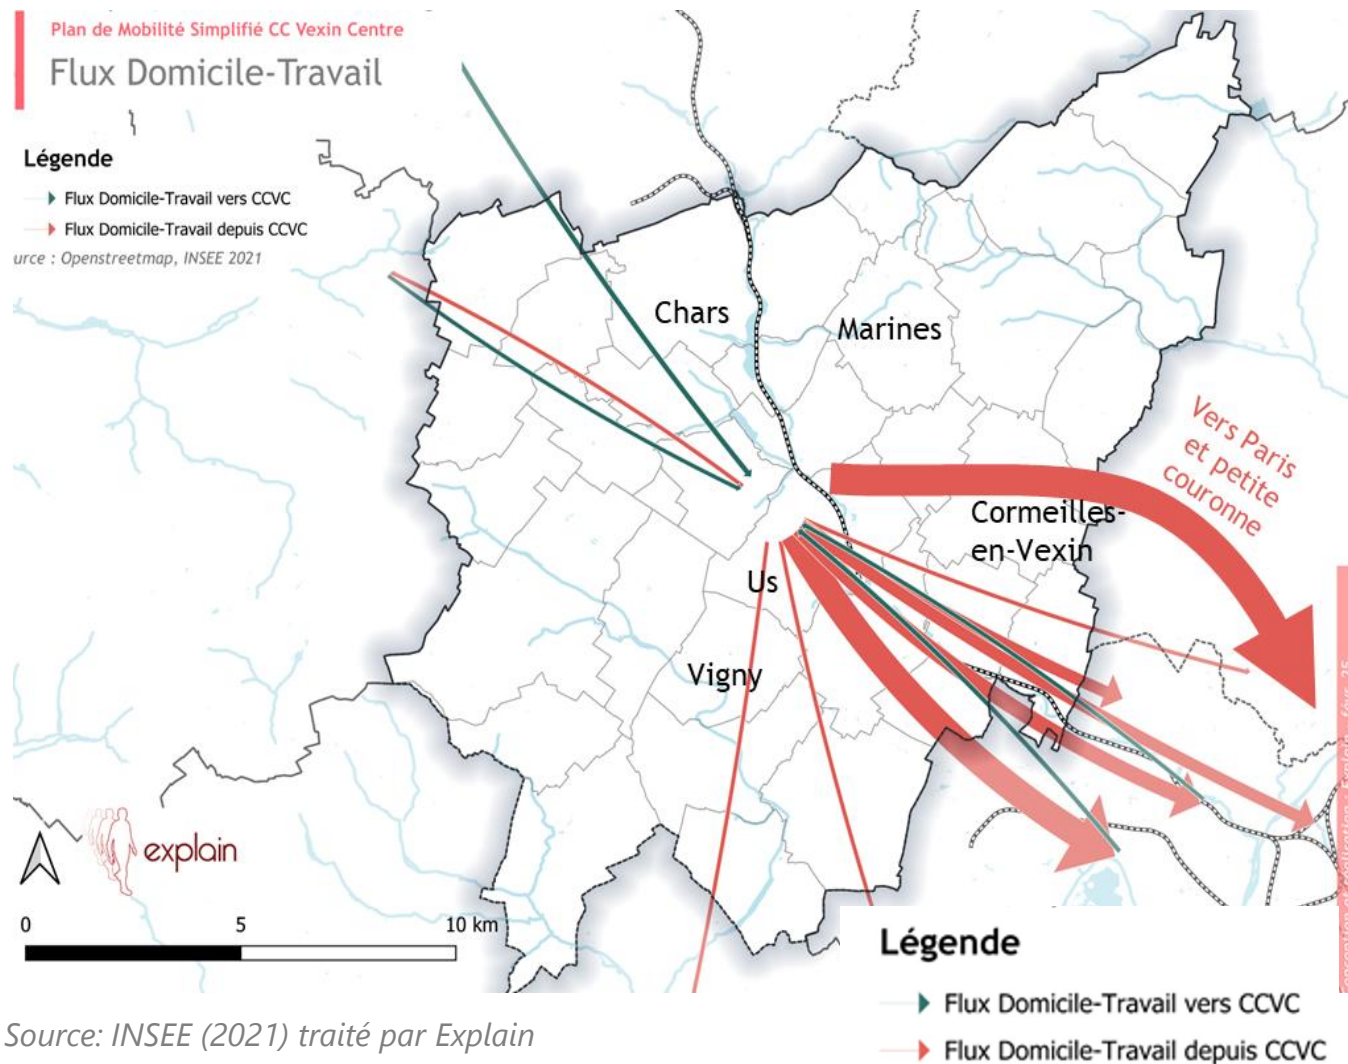 Plan de Mobilité Simplifié CC Vexin Centre
Flux Domicile-Travail
Légende
Flux Domicile-Travail vers CCVC
Flux Domicile-Travail depuis CCVC
urce : Openstreetmap, INSEE 2021
Chars
Marines
Vers Paris
et petite
couronne
Cormeilles-
en-Vexin
Us
Vigny
explain
0 5 10 km
Légende
Flux Domicile-Travail vers CCVC
Flux Domicile-Travail depuis CCVC
Source: INSEE (2021) traité par Explain